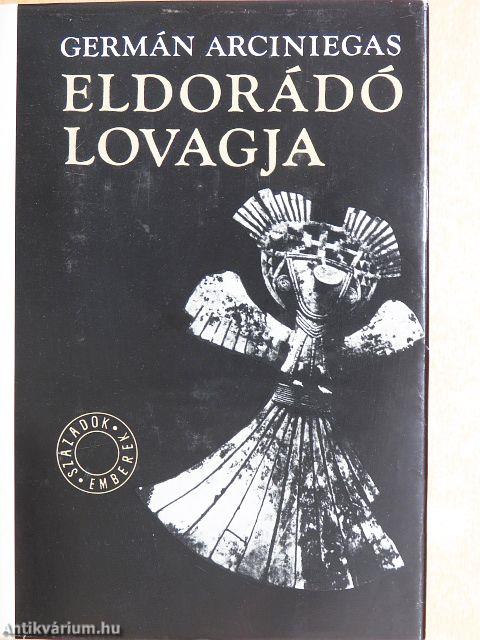 GERMÁN ARCINIEGAS
ELDORÁDÓ
LOVAGJA
SZÁZADOK • EMBEREK •
Antikvárium.hu